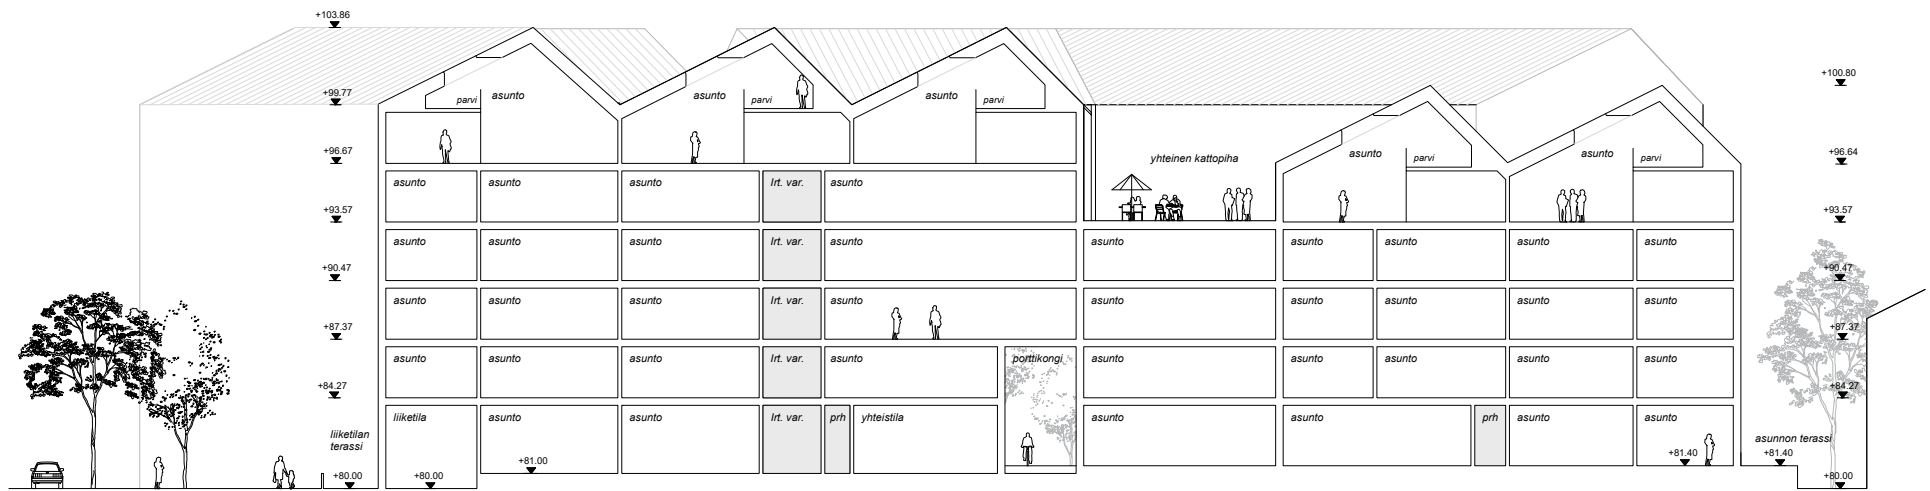 +103.86
+100.80
+99.77
parvi
asunto
asunto
parvi
asunto
parvi
+96.67
yhteinen kattopiha
asunto
parvi
asunto
parvi
+96.64
asunto
asunto
asunto
Irt. var.
asunto
+93.57
+93.57
asunto
asunto
asunto
Irt. var.
asunto
asunto
asunto
asunto
asunto
asunto
+90.47
+90.47
asunto
asunto
asunto
Irt. var.
asunto
asunto
asunto
asunto
asunto
asunto
+87.37
+87.37
asunto
asunto
asunto
Irt. var.
asunto
porttikongi
asunto
asunto
asunto
asunto
asunto
+84.27
+84.27
liiketilan
terassi
liiketila
asunto
asunto
Irt. var.
prh
yhteistila
asunto
asunto
prh
asunto
asunto
asunnon terassi
+81.00
+81.40
+81.40
+80.00
+80.00
+80.00